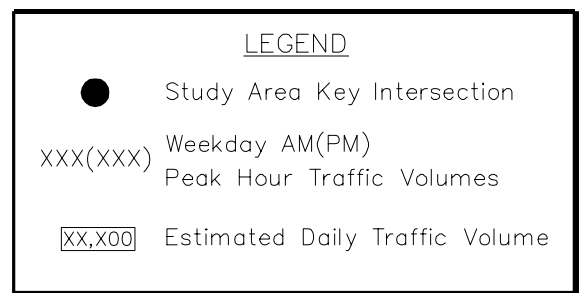 LEGEND
Study Area Key Intersection
XXX(XXX) Weekday AM(PM)
Peak Hour Traffic Volumes
XX,X00 Estimated Daily Traffic Volume